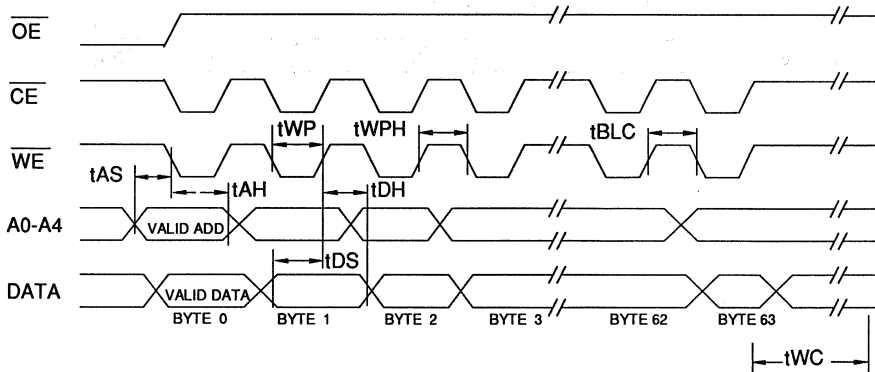 OE
CE
tWP
tWPH
tBLC
WE
tAS
tAH
tDH
A0-A4
VALID ADD
tDS
DATA
VALID DATA
BYTE 0
BYTE 1
BYTE 2
BYTE 3
BYTE 62
BYTE 63
tWC